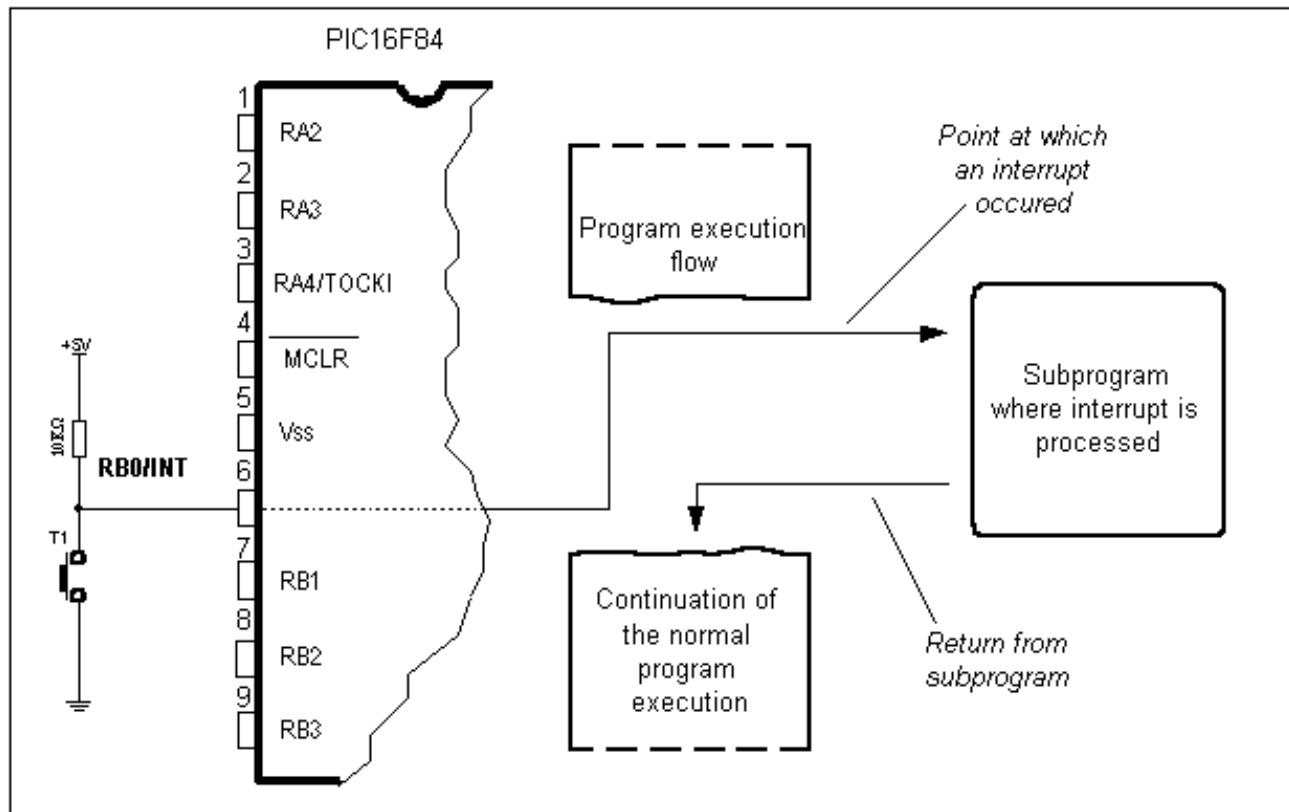 PIC16F84
1
RA2
2
RA3
3
RA4/TOCKI
4
MCLR
5
Vss
6
7
RB1
8
RB2
9
RB3
+5V
10KΩ
RB0/INT
T1
Program execution
flow
Point at which
an interrupt
occured
Subprogram
where interrupt is
processed
Continuation of
the normal
program
execution
Return from
subprogram